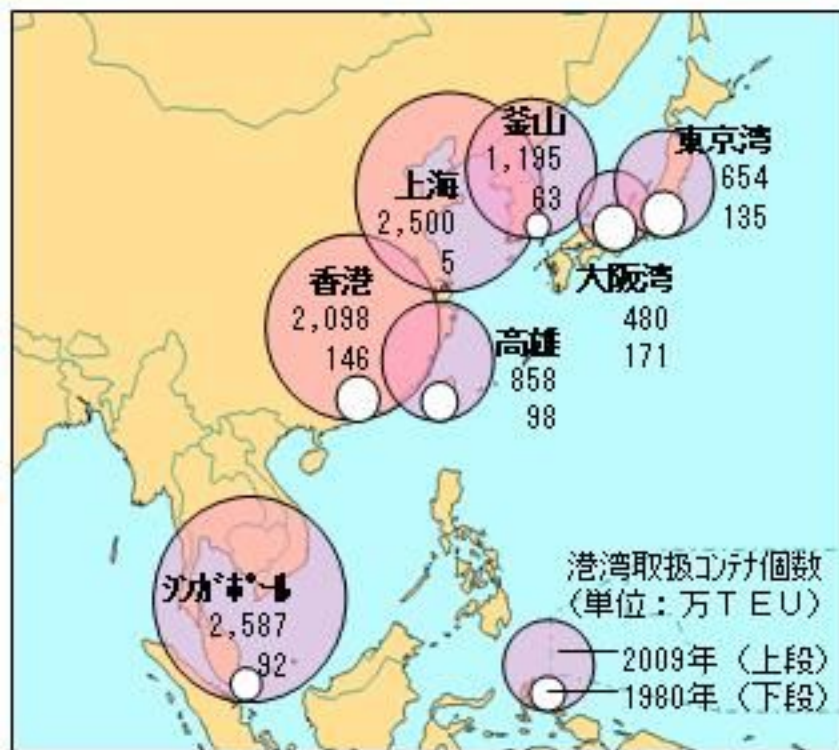 釜山
1,195
63
東京湾
654
135
上海
2,500
5
大阪湾
480
171
香港
2,098
146
高雄
858
98
ｼﾝｶﾞﾎﾟｰﾙ
2,587
92
港湾取扱ｺﾝﾃﾅ個数
（単位：万ＴＥＵ）
2009年（上段）
1980年（下段）